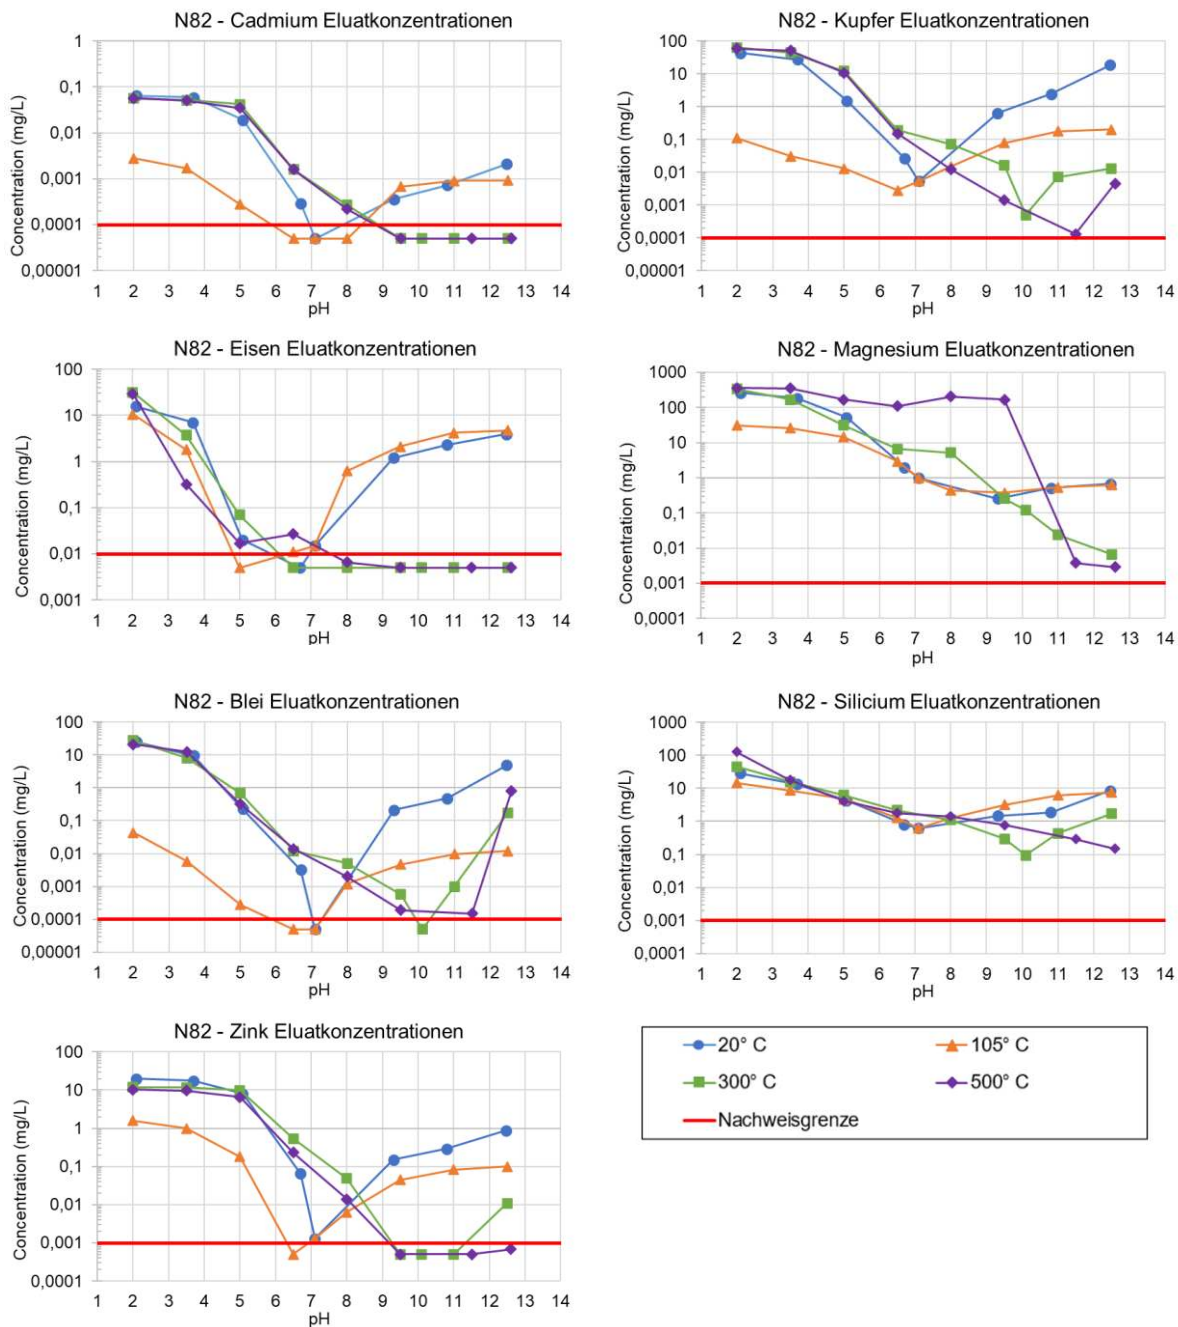 N82 - Cadmium Eluatkonzentrationen
Concentration (mg/L)
1
0,1
0,01
0,001
0,0001
0,00001
1 2 3 4 5 6 7 8 9 10 11 12 13 14
pH
N82 - Kupfer Eluatkonzentrationen
Concentration (mg/L)
100
10
1
0,1
0,01
0,001
0,0001
0,00001
1 2 3 4 5 6 7 8 9 10 11 12 13 14
pH
N82 - Eisen Eluatkonzentrationen
Concentration (mg/L)
100
10
1
0,1
0,01
0,001
1 2 3 4 5 6 7 8 9 10 11 12 13 14
pH
N82 - Magnesium Eluatkonzentrationen
Concentration (mg/L)
1000
100
10
1
0,1
0,01
0,001
0,0001
1 2 3 4 5 6 7 8 9 10 11 12 13 14
pH
N82 - Blei Eluatkonzentrationen
Concentration (mg/L)
100
10
1
0,1
0,01
0,001
0,0001
0,00001
1 2 3 4 5 6 7 8 9 10 11 12 13 14
pH
N82 - Silicium Eluatkonzentrationen
Concentration (mg/L)
1000
100
10
1
0,1
0,01
0,001
0,0001
1 2 3 4 5 6 7 8 9 10 11 12 13 14
pH
N82 - Zink Eluatkonzentrationen
Concentration (mg/L)
100
10
1
0,1
0,01
0,001
0,0001
1 2 3 4 5 6 7 8 9 10 11 12 13 14
pH
20° C
105° C
300° C
500° C
Nachweisgrenze